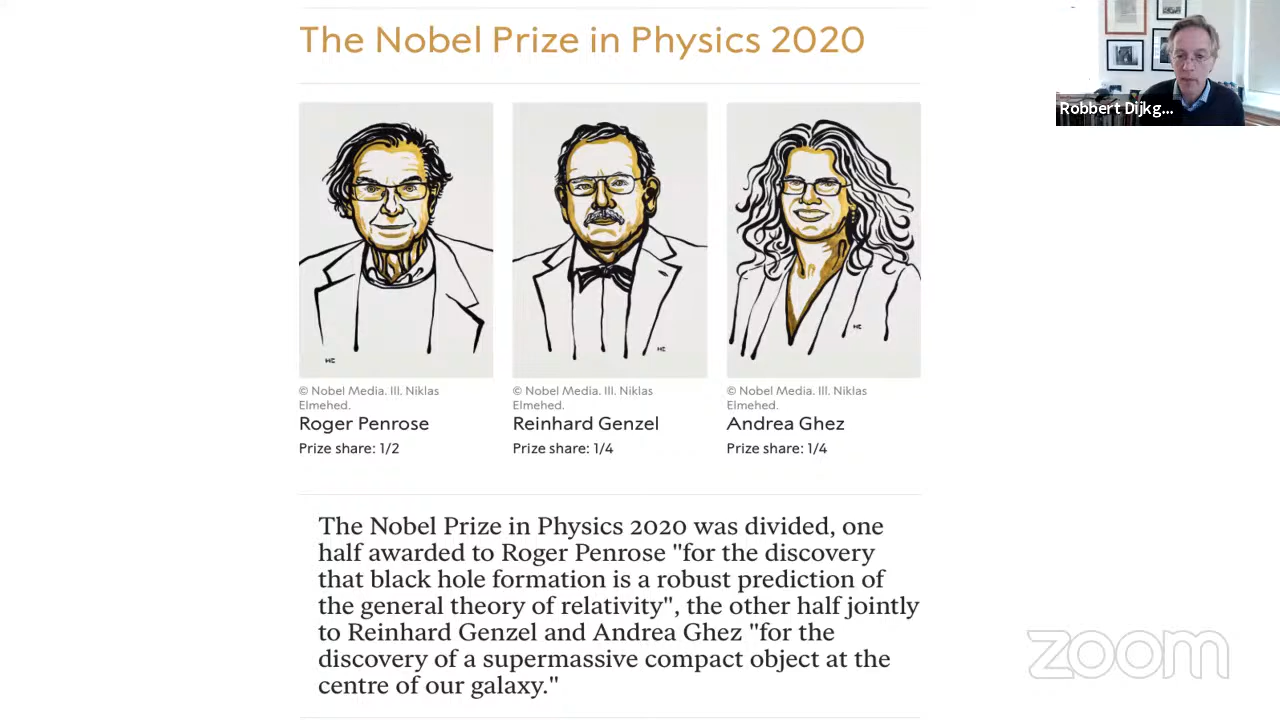 The Nobel Prize in Physics 2020
Robbert Dijkg...
© Nobel Media. Ill. Niklas
Elmehed.
Roger Penrose
Prize share: 1/2
© Nobel Media. Ill. Niklas
Elmehed.
Reinhard Genzel
Prize share: 1/4
© Nobel Media. Ill. Niklas
Elmehed.
Andrea Ghez
Prize share: 1/4
The Nobel Prize in Physics 2020 was divided, one
half awarded to Roger Penrose "for the discovery
that black hole formation is a robust prediction of
the general theory of relativity", the other half jointly
to Reinhard Genzel and Andrea Ghez "for the
discovery of a supermassive compact object at the
centre of our galaxy."
zoom